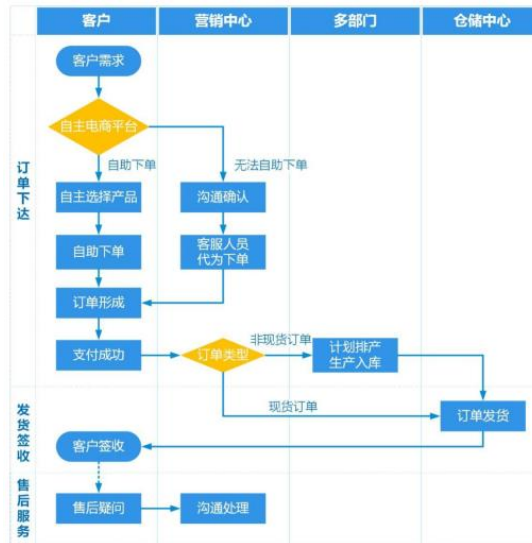 客户
营销中心
多部门
仓储中心
订单下达
客户需求
自主电商平台
自助下单
无法自助下单
自主选择产品
沟通确认
自助下单
客服人员
代为下单
订单形成
支付成功
订单类型
非现货订单
计划排产
生产入库
发货签收
现货订单
订单发货
客户签收
售后服务
售后疑问
沟通处理